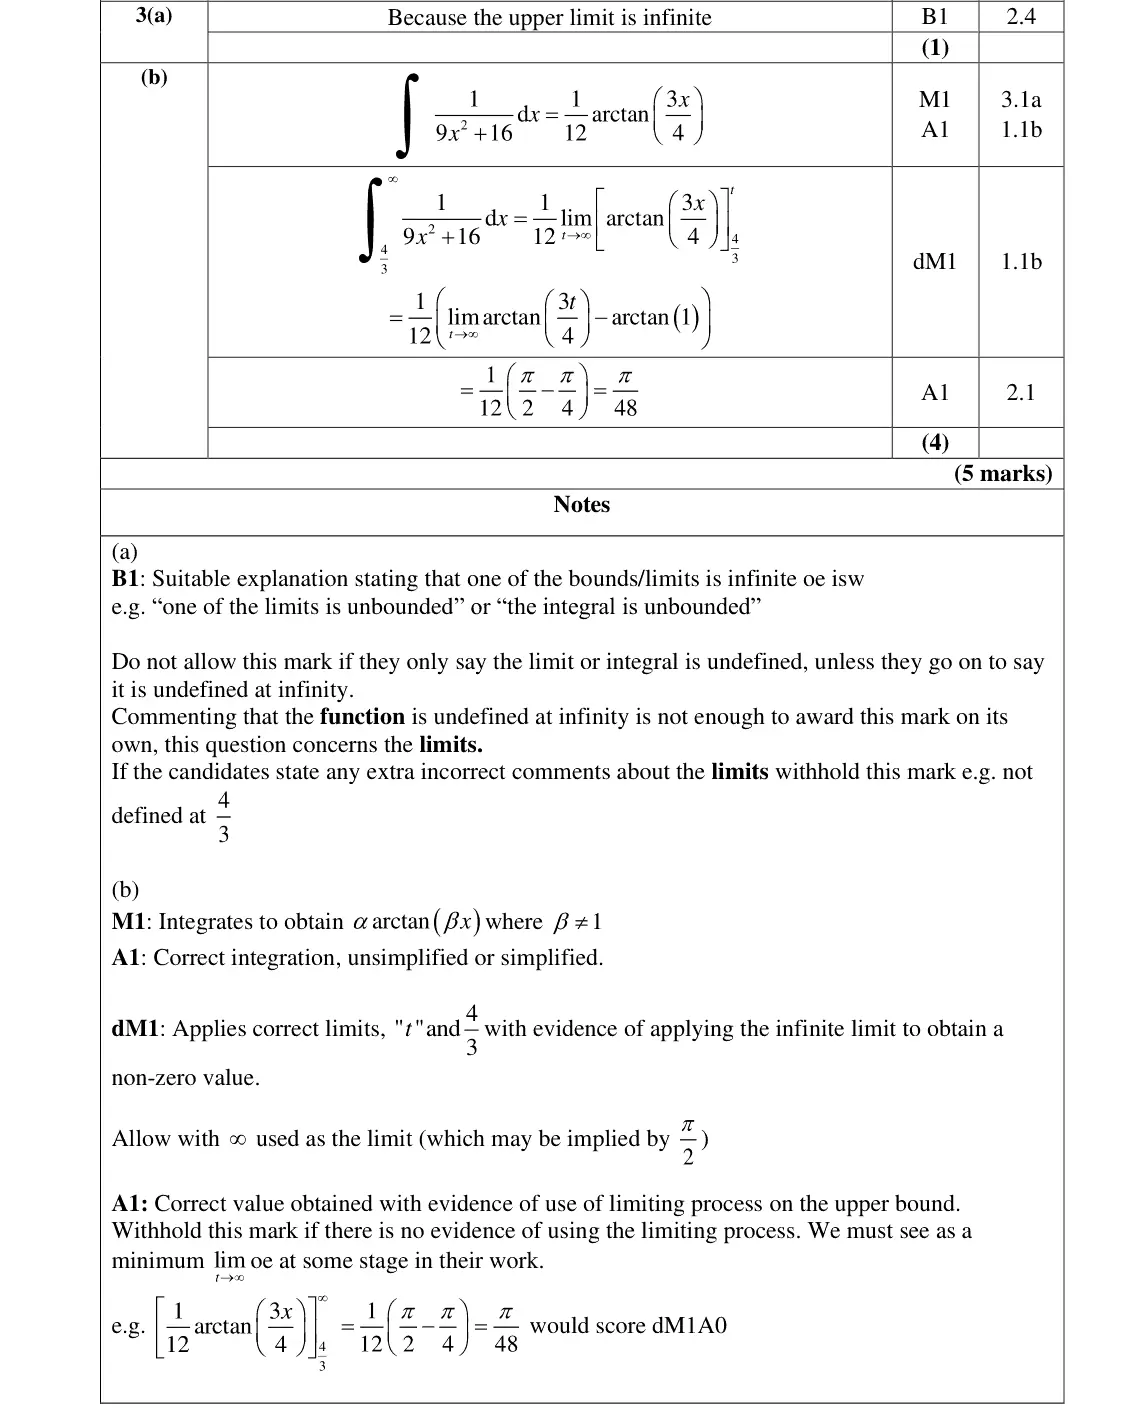 3(a) Because the upper limit is infinite B1 2.4
(1)
(b) ∫ 1/(9x² + 16) dx = 1/12 arctan(3x/4) M1 3.1a
A1 1.1b
∫_{4/3}^{∞} 1/(9x² + 16) dx = 1/12 lim_{t→∞} [arctan(3x/4)]_{4/3}^{t}
dM1 1.1b
= 1/12 (lim_{t→∞} arctan(3t/4) − arctan(1))
= 1/12 (π/2 − π/4) = π/48 A1 2.1
(4)
(5 marks)
Notes
(a)
B1: Suitable explanation stating that one of the bounds/limits is infinite oe isw
e.g. “one of the limits is unbounded” or “the integral is unbounded”
Do not allow this mark if they only say the limit or integral is undefined, unless they go on to say
it is undefined at infinity.
Commenting that the function is undefined at infinity is not enough to award this mark on its
own, this question concerns the limits.
If the candidates state any extra incorrect comments about the limits withhold this mark e.g. not
defined at 4/3
(b)
M1: Integrates to obtain α arctan(βx) where β ≠ 1
A1: Correct integration, unsimplified or simplified.
dM1: Applies correct limits, "t" and 4/3 with evidence of applying the infinite limit to obtain a
non-zero value.
Allow with ∞ used as the limit (which may be implied by π/2)
A1: Correct value obtained with evidence of use of limiting process on the upper bound.
Withhold this mark if there is no evidence of using the limiting process. We must see as a
minimum lim_{t→∞} oe at some stage in their work.
e.g. [1/12 arctan(3x/4)]_{4/3}^{∞} = 1/12 (π/2 − π/4) = π/48 would score dM1A0